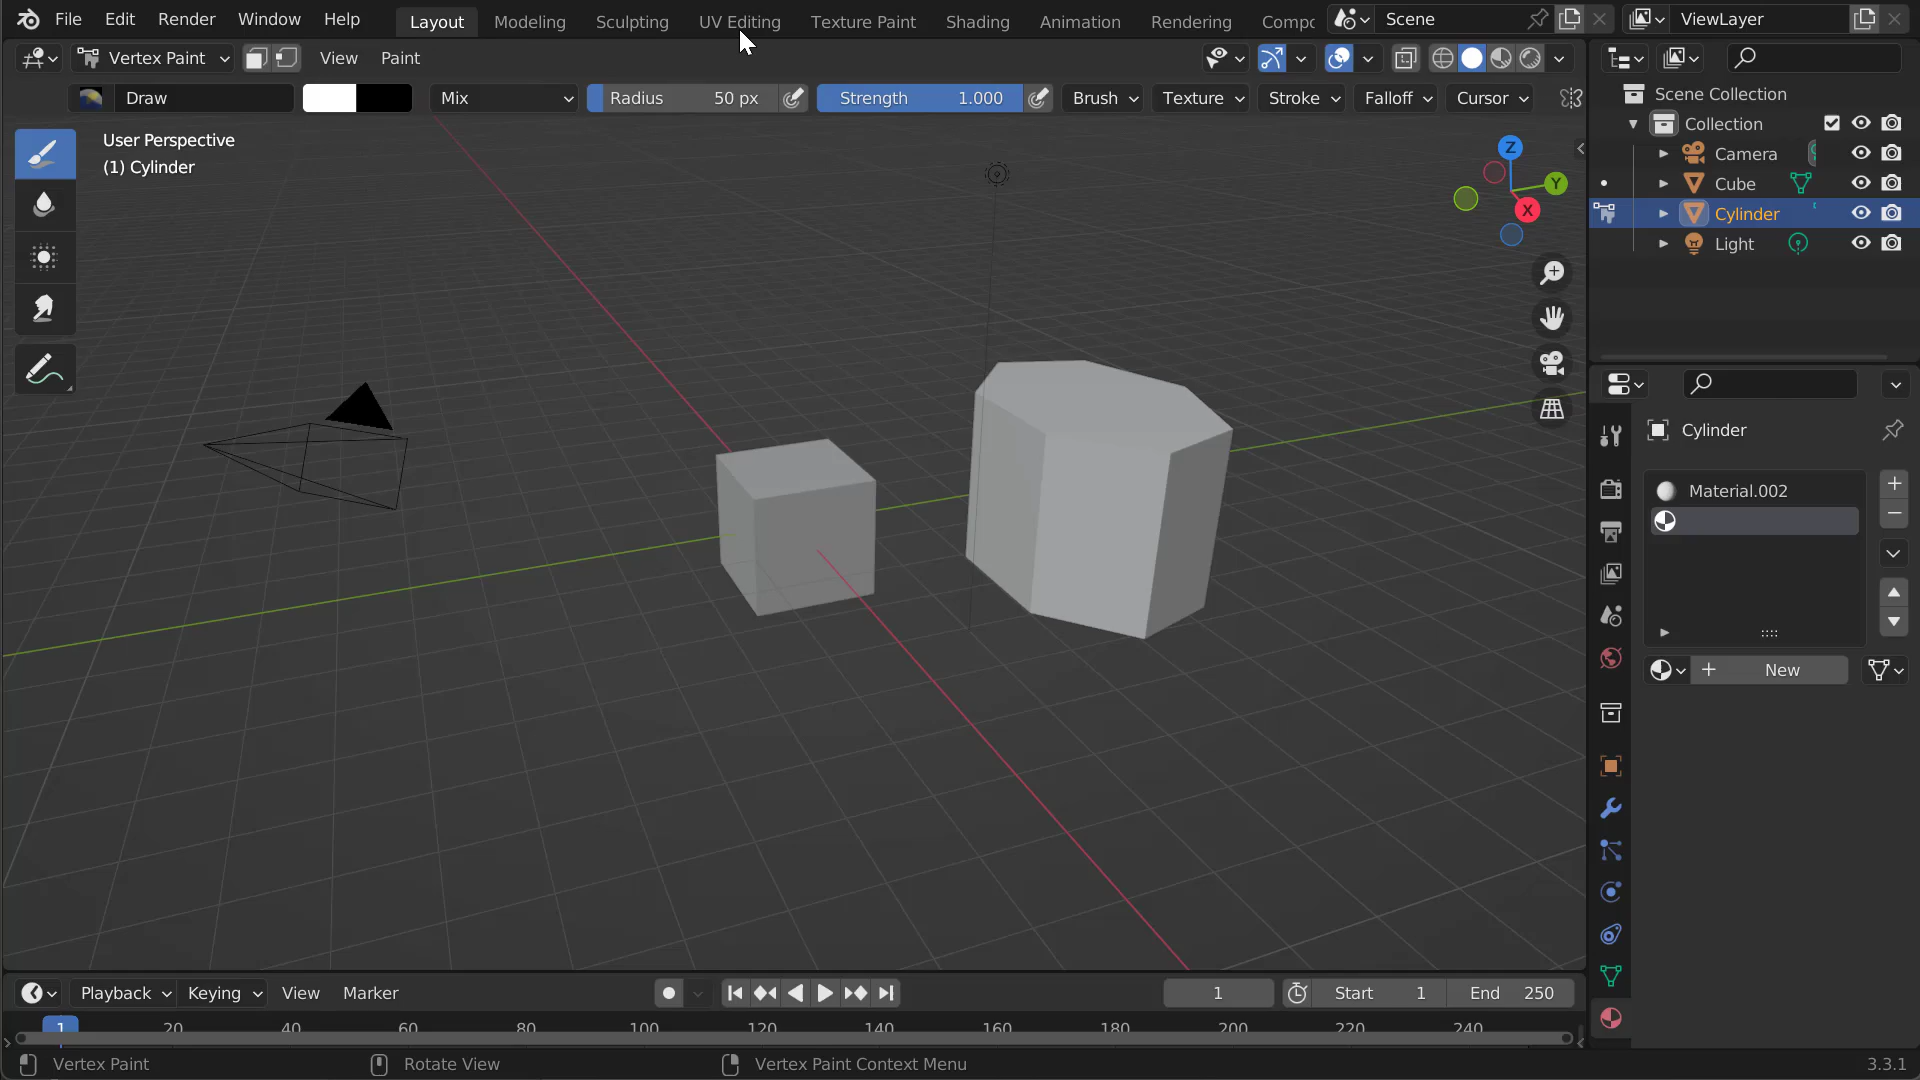 File Edit Render Window Help Layout Modeling Sculpting UV Editing Texture Paint Shading Animation Rendering Compc Scene ViewLayer
Vertex Paint View Paint
Draw Mix Radius 50 px Strength 1.000 Brush Texture Stroke Falloff Cursor
User Perspective
(1) Cylinder
Z
Y
X
Scene Collection
Collection
Camera
Cube
Cylinder
Light
Cylinder
Material.002
New
Playback Keying View Marker 1 Start 1 End 250
1 20 40 60 80 100 120 140 160 180 200 220 240
Vertex Paint Rotate View Vertex Paint Context Menu 3.3.1